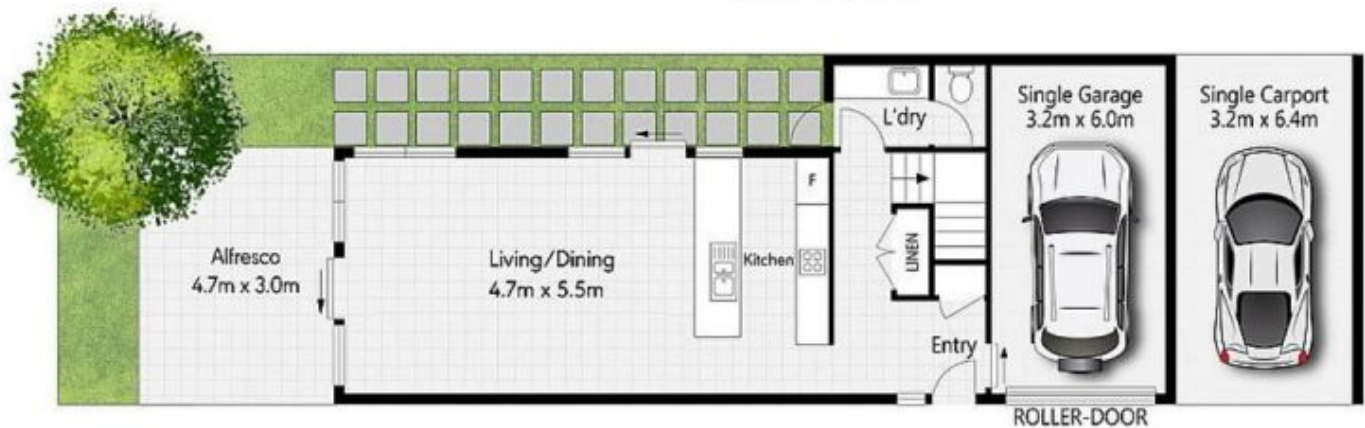 L'dry
Single Garage
3.2m x 6.0m
Single Carport
3.2m x 6.4m
F
Alfresco
4.7m x 3.0m
Living/Dining
4.7m x 5.5m
Kitchen
LINEN
Entry
ROLLER-DOOR